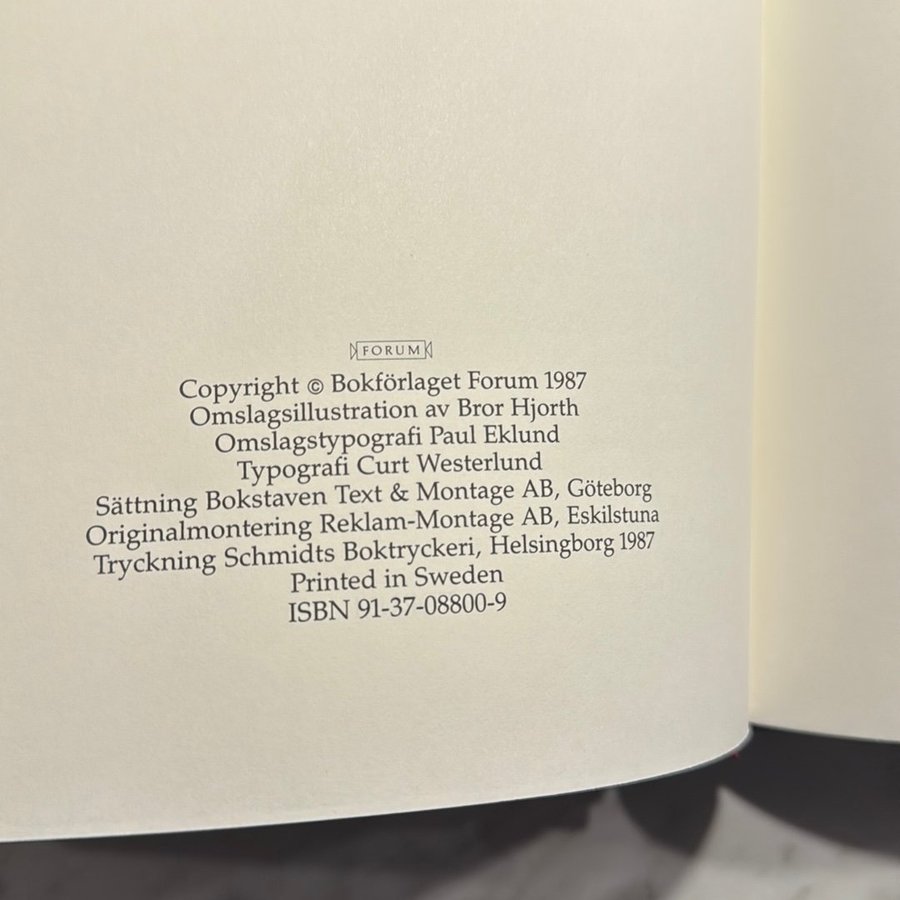 FORUM
Copyright © Bokförlaget Forum 1987
Omslagsillustration av Bror Hjorth
Omslagstypografi Paul Eklund
Typografi Curt Westerlund
Sättning Bokstaven Text & Montage AB, Göteborg
Originalmontering Reklam-Montage AB, Eskilstuna
Tryckning Schmidts Boktryckeri, Helsingborg 1987
Printed in Sweden
ISBN 91-37-08800-9